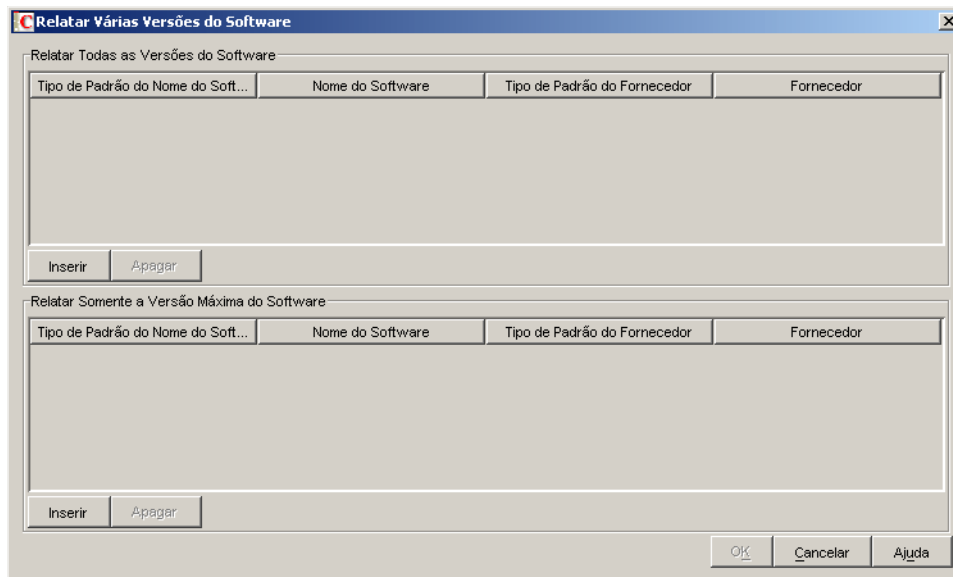 Relatar Várias Versões do Software
Relatar Todas as Versões do Software
Tipo de Padrão do Nome do Soft... Nome do Software Tipo de Padrão do Fornecedor Fornecedor
Inserir Apagar
Relatar Somente a Versão Máxima do Software
Tipo de Padrão do Nome do Soft... Nome do Software Tipo de Padrão do Fornecedor Fornecedor
Inserir Apagar
OK Cancelar Ajuda